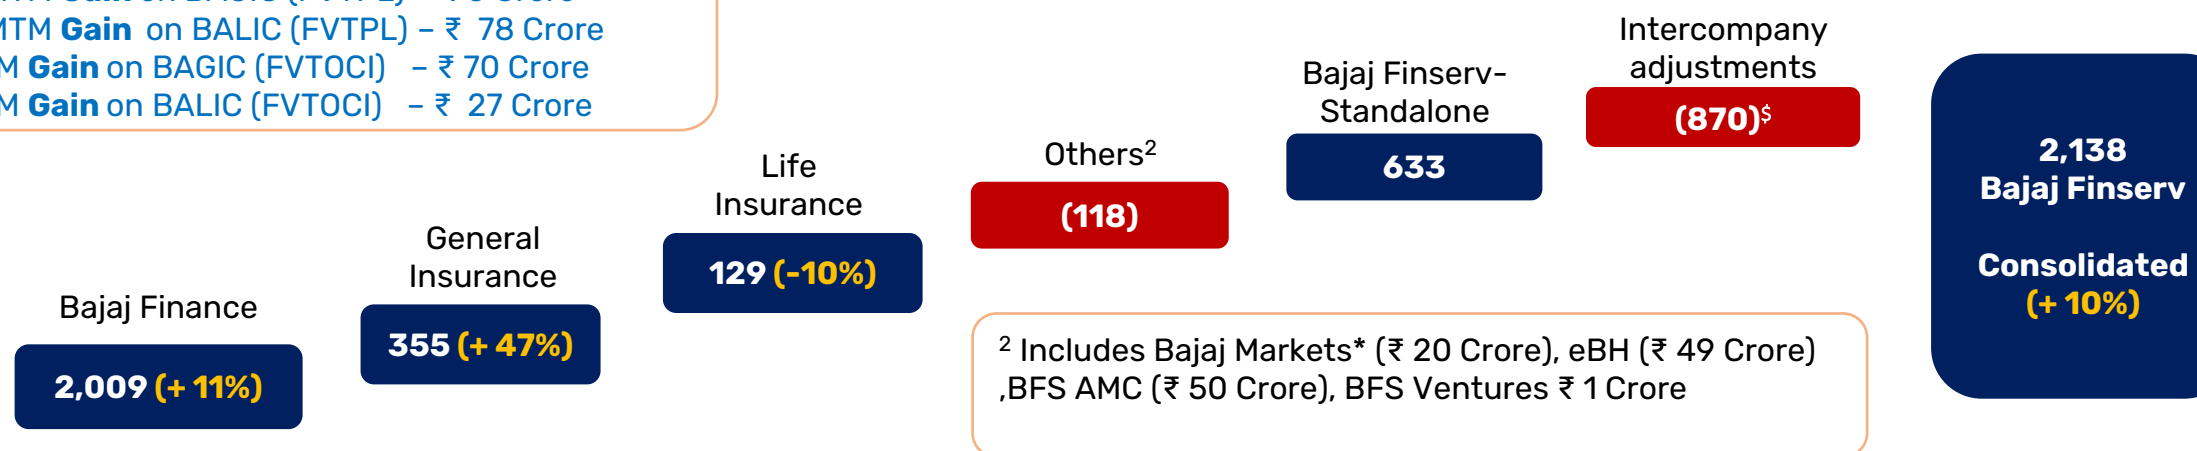 MTM Gain on BALIC (FVTPL) – ₹ 78 Crore
Gain on BAGIC (FVTOCI) – ₹ 70 Crore
Gain on BALIC (FVTOCI) – ₹ 27 Crore
Bajaj Finance
2,009 (+ 11%)
General
Insurance
355 (+ 47%)
Life
Insurance
129 (-10%)
Others²
(118)
Bajaj Finserv-
Standalone
633
Intercompany
adjustments
(870)$
2,138
Bajaj Finserv
Consolidated
(+ 10%)
² Includes Bajaj Markets* (₹ 20 Crore), eBH (₹ 49 Crore)
,BFS AMC (₹ 50 Crore), BFS Ventures ₹ 1 Crore